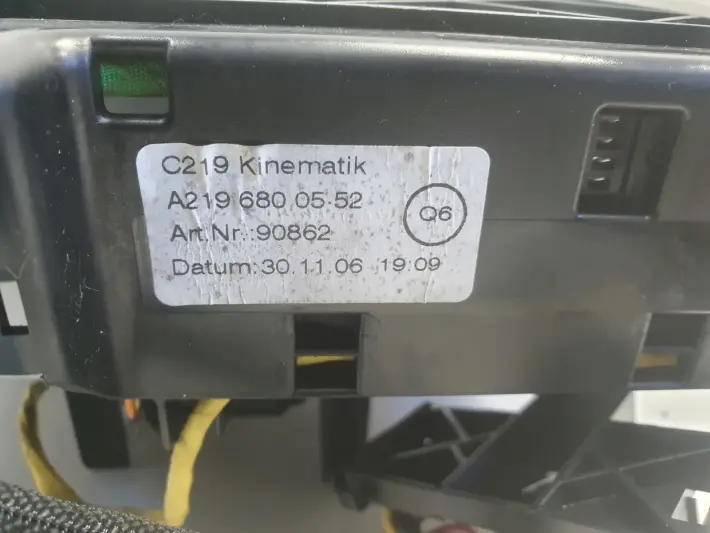 C219 Kinematik
A219 680 05-52
Art.Nr.:90862
Q6
Datum:30.11.06 19:09